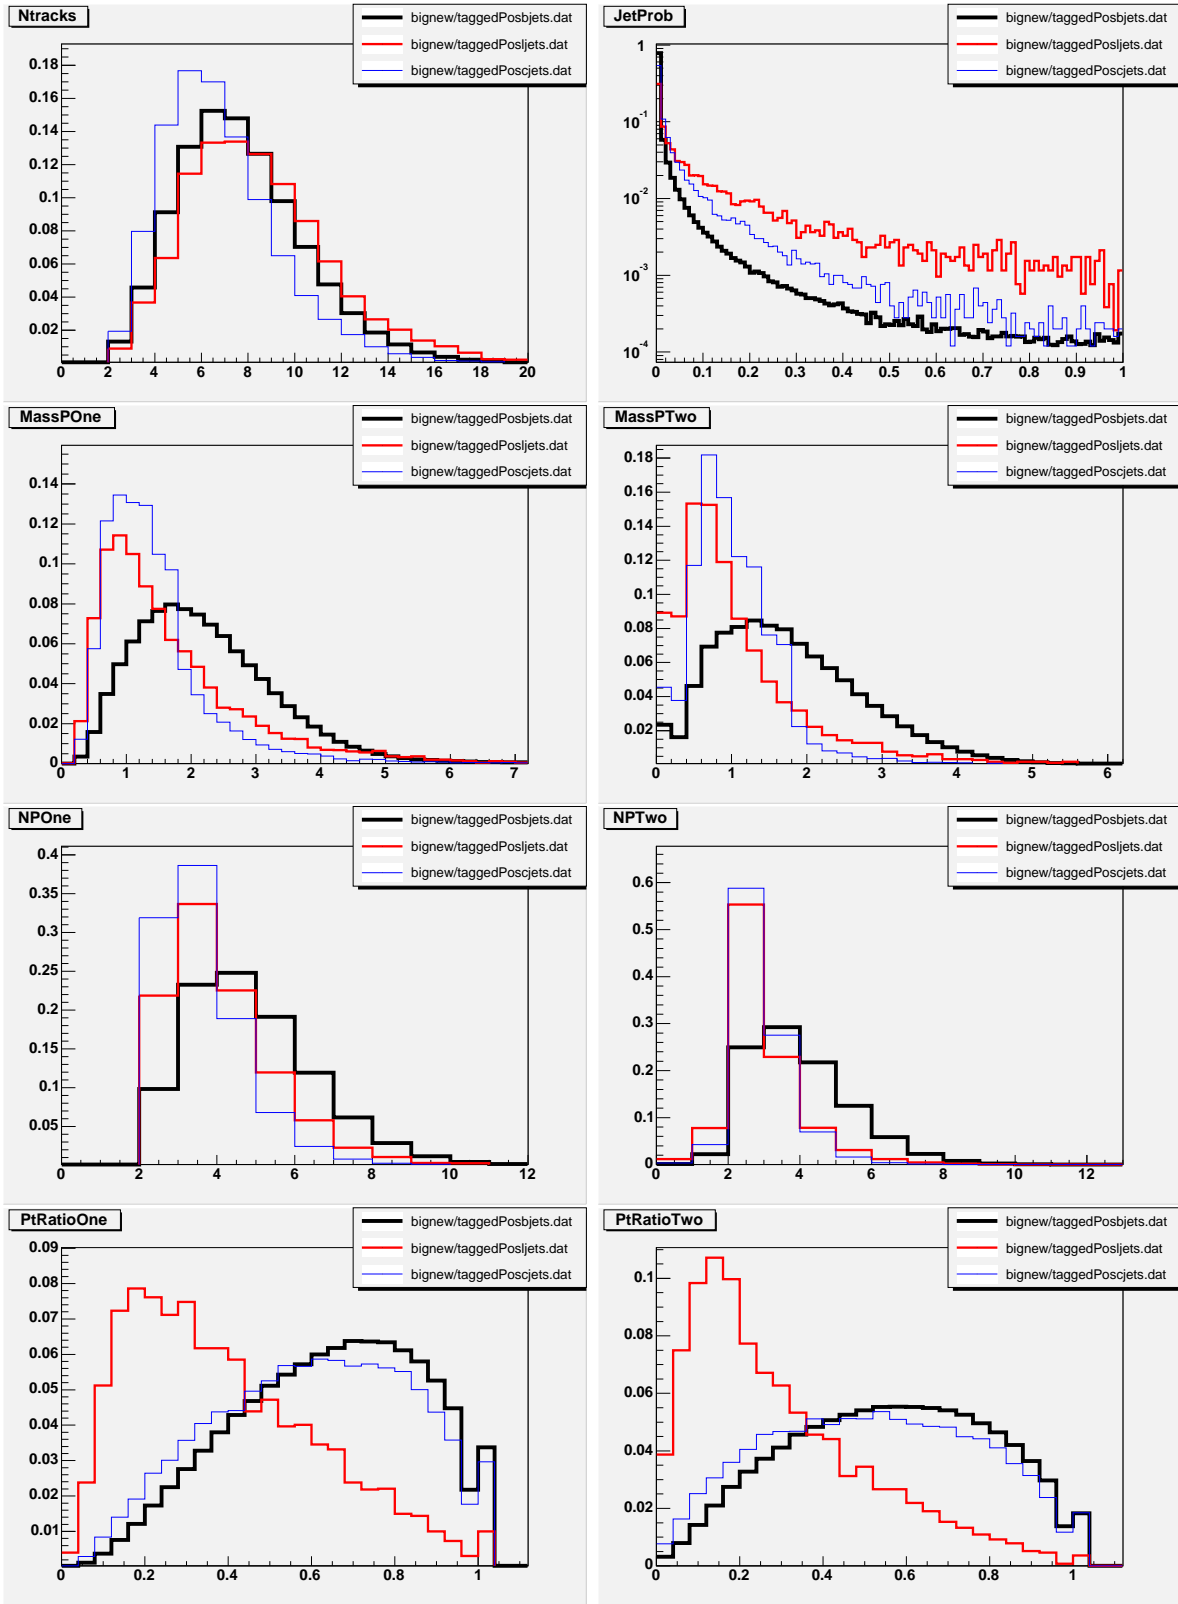 Ntracks
bignew/taggedPosbjets.dat
bignew/taggedPosljets.dat
bignew/taggedPoscjets.dat
0.18
0.16
0.14
0.12
0.1
0.08
0.06
0.04
0.02
0 2 4 6 8 10 12 14 16 18 20
JetProb
bignew/taggedPosbjets.dat
bignew/taggedPosljets.dat
bignew/taggedPoscjets.dat
1
10-1
10-2
10-3
10-4
0 0.1 0.2 0.3 0.4 0.5 0.6 0.7 0.8 0.9 1
MassPOne
bignew/taggedPosbjets.dat
bignew/taggedPosljets.dat
bignew/taggedPoscjets.dat
0.14
0.12
0.1
0.08
0.06
0.04
0.02
0
0 1 2 3 4 5 6 7
MassPTwo
bignew/taggedPosbjets.dat
bignew/taggedPosljets.dat
bignew/taggedPoscjets.dat
0.18
0.16
0.14
0.12
0.1
0.08
0.06
0.04
0.02
0 1 2 3 4 5 6
NPOne
bignew/taggedPosbjets.dat
bignew/taggedPosljets.dat
bignew/taggedPoscjets.dat
0.4
0.35
0.3
0.25
0.2
0.15
0.1
0.05
0 2 4 6 8 10 12
NPTwo
bignew/taggedPosbjets.dat
bignew/taggedPosljets.dat
bignew/taggedPoscjets.dat
0.6
0.5
0.4
0.3
0.2
0.1
0
0 2 4 6 8 10 12
PtRatioOne
bignew/taggedPosbjets.dat
bignew/taggedPosljets.dat
bignew/taggedPoscjets.dat
0.09
0.08
0.07
0.06
0.05
0.04
0.03
0.02
0.01
0 0.2 0.4 0.6 0.8 1
PtRatioTwo
bignew/taggedPosbjets.dat
bignew/taggedPosljets.dat
bignew/taggedPoscjets.dat
0.1
0.08
0.06
0.04
0.02
0
0 0.2 0.4 0.6 0.8 1